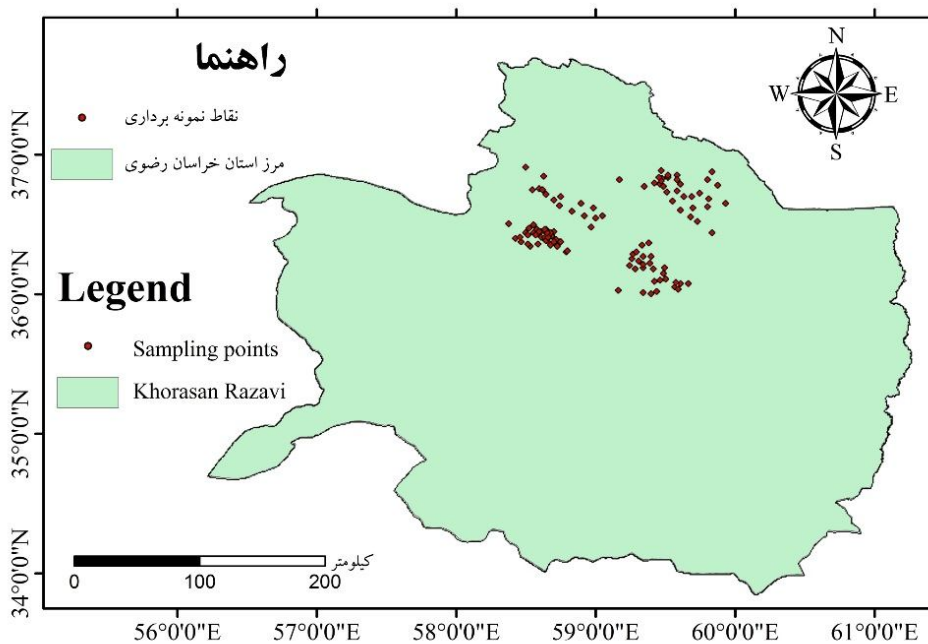 راهنما
نقاط نمونه برداری
مرز استان خراسان رضوی
N
W E
S
Legend
Sampling points
Khorasan Razavi
کیلومتر
0 100 200
37°0'0"N
36°0'0"N
35°0'0"N
34°0'0"N
56°0'0"E 57°0'0"E 58°0'0"E 59°0'0"E 60°0'0"E 61°0'0"E